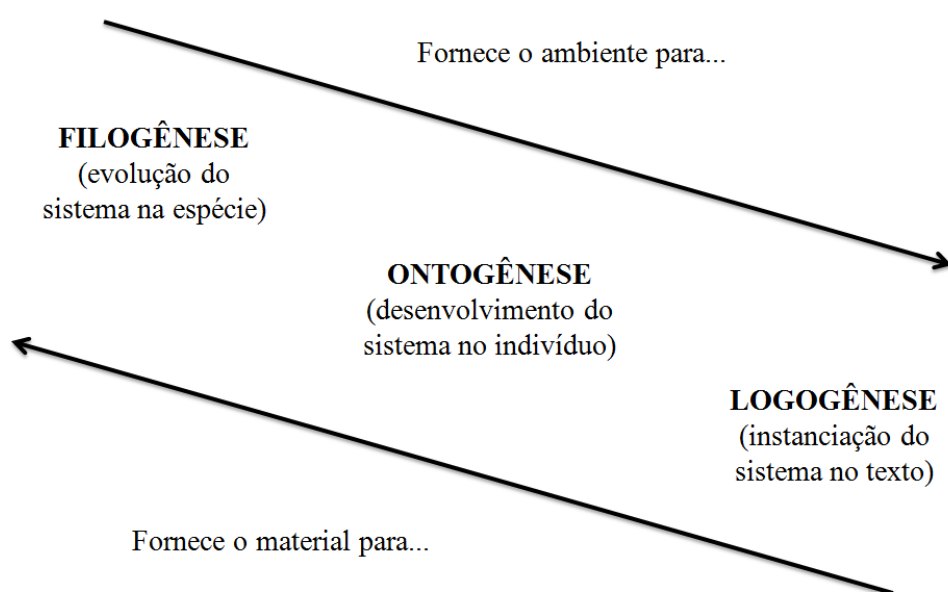 Fornece o ambiente para...
FILOGÊNESE
(evolução do
sistema na espécie)
ONTOGÊNESE
(desenvolvimento do
sistema no indivíduo)
LOGOGÊNESE
(instanciação do
sistema no texto)
Fornece o material para...